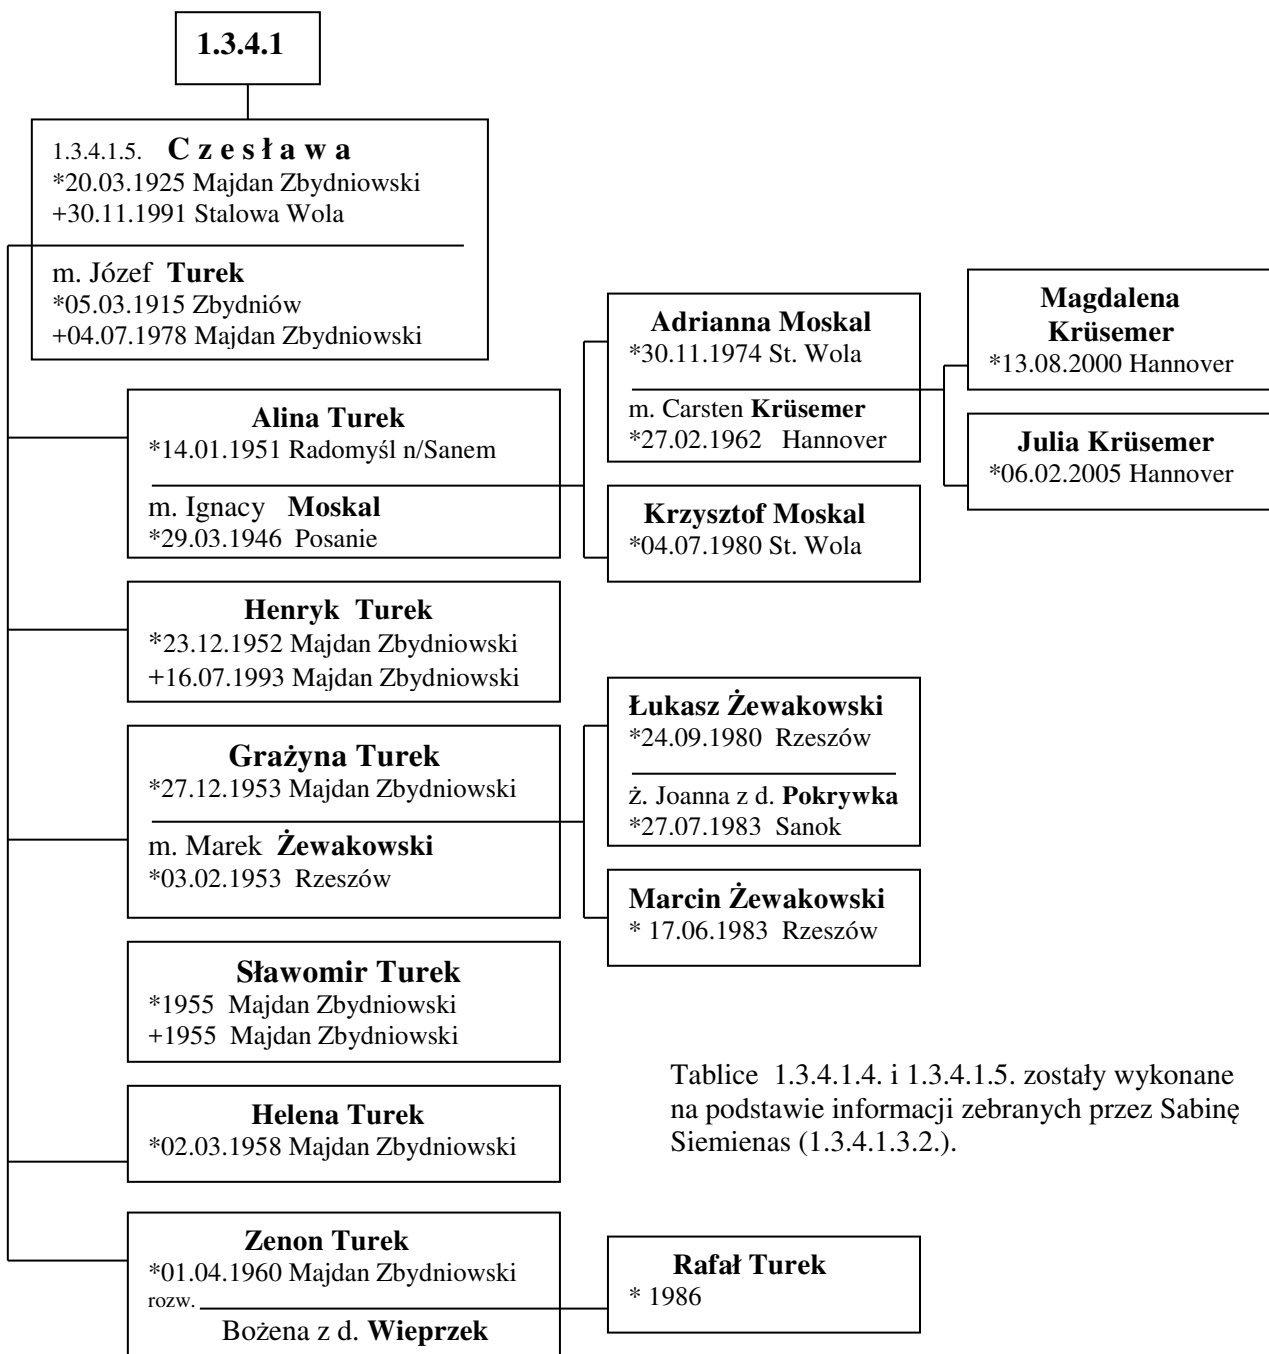 1.3.4.1
1.3.4.1.5. C z e s ł a w a
*20.03.1925 Majdan Zbydniowski
+30.11.1991 Stalowa Wola
m. Józef Turek
*05.03.1915 Zbydniów
+04.07.1978 Majdan Zbydniowski
Alina Turek
*14.01.1951 Radomyśl n/Sanem
m. Ignacy Moskal
*29.03.1946 Posanie
Adrianna Moskal
*30.11.1974 St. Wola
m. Carsten Krüsemer
*27.02.1962 Hannover
Magdalena
Krüsemer
*13.08.2000 Hannover
Julia Krüsemer
*06.02.2005 Hannover
Krzysztof Moskal
*04.07.1980 St. Wola
Henryk Turek
*23.12.1952 Majdan Zbydniowski
+16.07.1993 Majdan Zbydniowski
Grażyna Turek
*27.12.1953 Majdan Zbydniowski
m. Marek Żewakowski
*03.02.1953 Rzeszów
Łukasz Żewakowski
*24.09.1980 Rzeszów
ż. Joanna z d. Pokrywka
*27.07.1983 Sanok
Marcin Żewakowski
* 17.06.1983 Rzeszów
Sławomir Turek
*1955 Majdan Zbydniowski
+1955 Majdan Zbydniowski
Helena Turek
*02.03.1958 Majdan Zbydniowski
Tablice 1.3.4.1.4. i 1.3.4.1.5. zostały wykonane
na podstawie informacji zebranych przez Sabinę
Siemienas (1.3.4.1.3.2.).
Zenon Turek
*01.04.1960 Majdan Zbydniowski
rozw.
Bożena z d. Wieprzek
Rafał Turek
* 1986